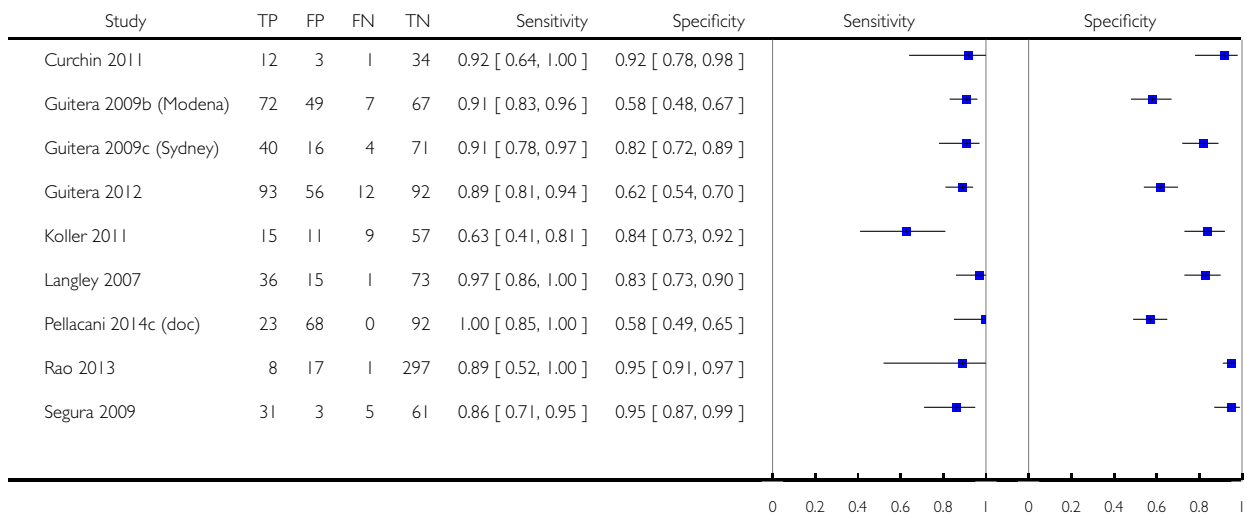 Study TP FP FN TN Sensitivity Specificity Sensitivity Specificity
Curchin 2011 12 3 1 34 0.92 [ 0.64, 1.00 ] 0.92 [ 0.78, 0.98 ]
Guitera 2009b (Modena) 72 49 7 67 0.91 [ 0.83, 0.96 ] 0.58 [ 0.48, 0.67 ]
Guitera 2009c (Sydney) 40 16 4 71 0.91 [ 0.78, 0.97 ] 0.82 [ 0.72, 0.89 ]
Guitera 2012 93 56 12 92 0.89 [ 0.81, 0.94 ] 0.62 [ 0.54, 0.70 ]
Koller 2011 15 11 9 57 0.63 [ 0.41, 0.81 ] 0.84 [ 0.73, 0.92 ]
Langley 2007 36 15 1 73 0.97 [ 0.86, 1.00 ] 0.83 [ 0.73, 0.90 ]
Pellacani 2014c (doc) 23 68 0 92 1.00 [ 0.85, 1.00 ] 0.58 [ 0.49, 0.65 ]
Rao 2013 8 17 1 297 0.89 [ 0.52, 1.00 ] 0.95 [ 0.91, 0.97 ]
Segura 2009 31 3 5 61 0.86 [ 0.71, 0.95 ] 0.95 [ 0.87, 0.99 ]
0 0.2 0.4 0.6 0.8 1 0 0.2 0.4 0.6 0.8 1